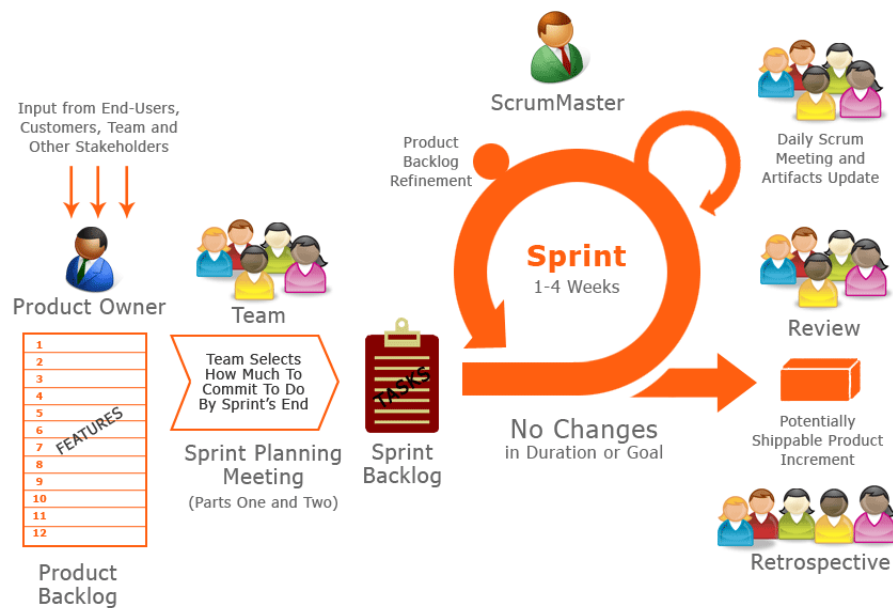 Input from End-Users,
Customers, Team and
Other Stakeholders
Product Owner
1
2
3
4
5
6
7
8
9
10
11
12
FEATURES
Product
Backlog
Team
Team Selects
How Much To
Commit To Do
By Sprint's End
Sprint Planning
Meeting
(Parts One and Two)
TASKS
Sprint
Backlog
ScrumMaster
Product
Backlog
Refinement
Sprint
1-4 Weeks
No Changes
in Duration or Goal
Daily Scrum
Meeting and
Artifacts Update
Review
Potentially
Shippable Product
Increment
Retrospective